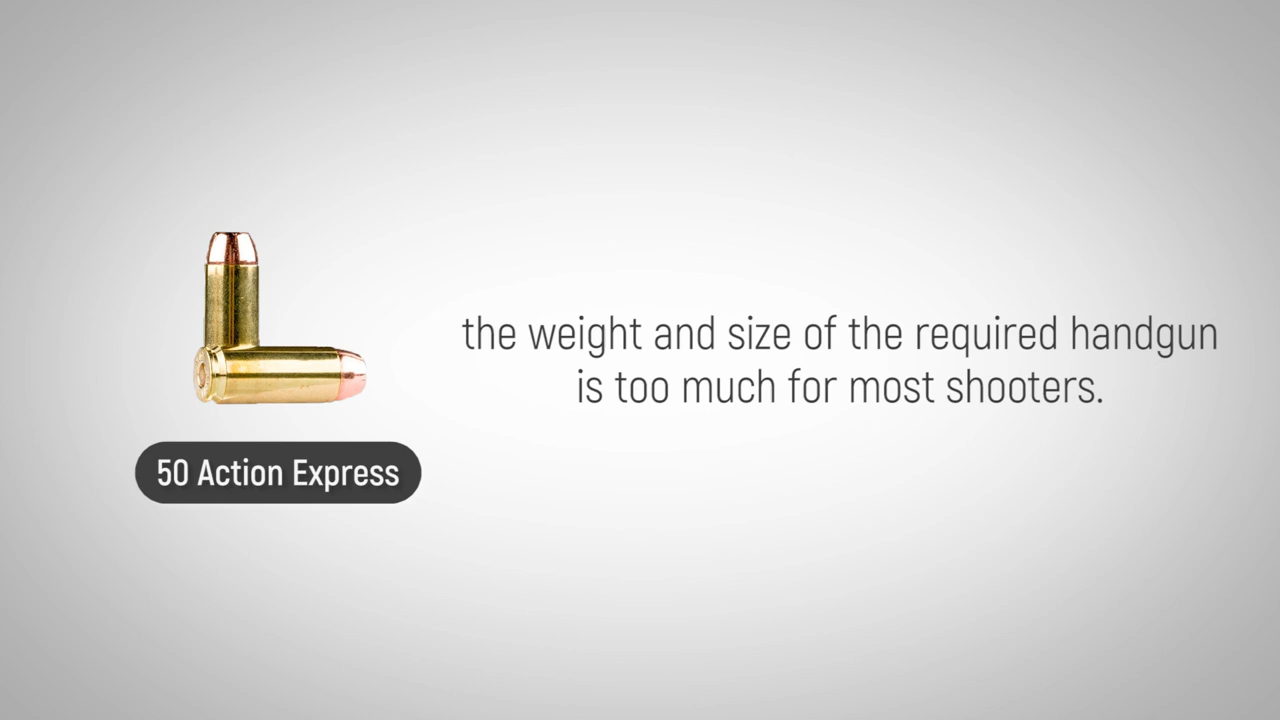 the weight and size of the required handgun
is too much for most shooters.
50 Action Express